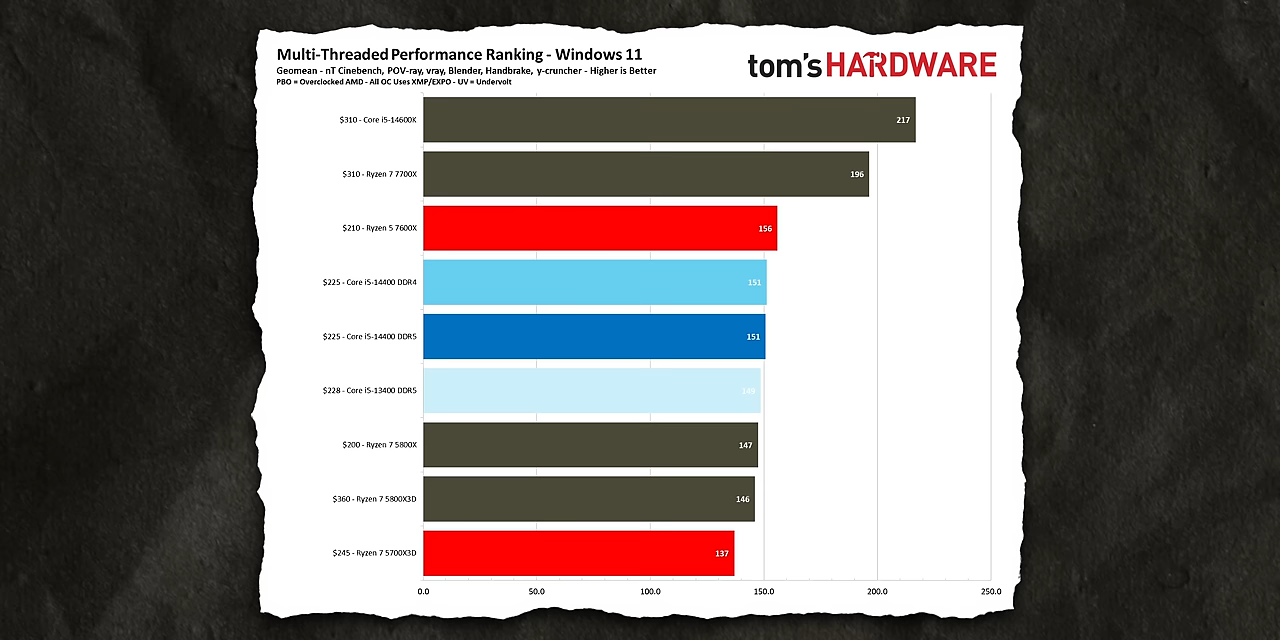 Multi-Threaded Performance Ranking - Windows 11
tom's HARDWARE
Geomean - nT Cinebench, POV-ray, vray, Blender, Handbrake, y-cruncher - Higher is Better
PBO = Overclocked AMD - All OC Uses XMP/EXPO - UV = Undervolt
$310 - Core i5-14600X 217
$310 - Ryzen 7 7700X 196
$210 - Ryzen 5 7600X 156
$225 - Core i5-14400 DDR4 151
$225 - Core i5-14400 DDR5 151
$228 - Core i5-13400 DDR5 149
$200 - Ryzen 7 5800X 147
$360 - Ryzen 7 5800X3D 146
$245 - Ryzen 7 5700X3D 137
0.0 50.0 100.0 150.0 200.0 250.0